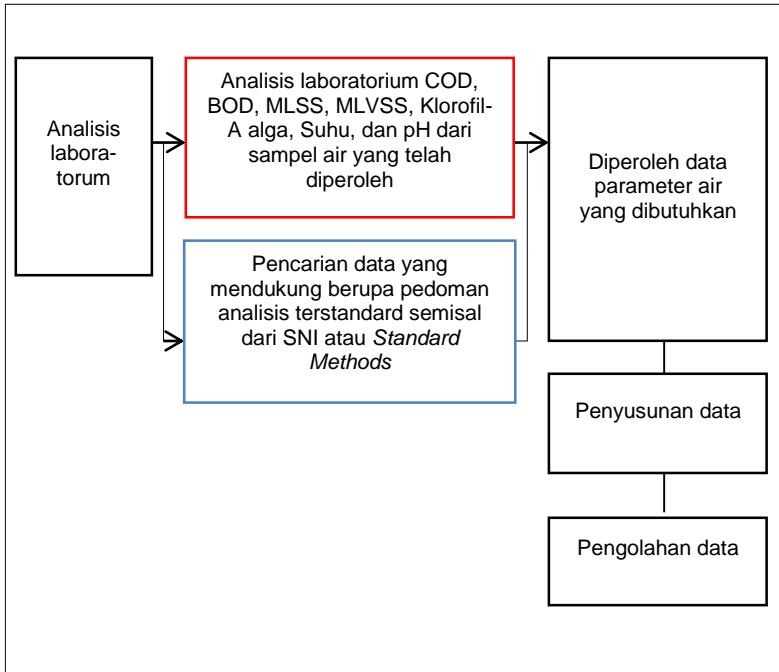 Analisis
labora-
torum
Analisis laboratorium COD,
BOD, MLSS, MLVSS, Klorofil-
A alga, Suhu, dan pH dari
sampel air yang telah
diperoleh
Pencarian data yang
mendukung berupa pedoman
analisis terstandard semisal
dari SNI atau Standard
Methods
Diperoleh data
parameter air
yang dibutuhkan
Penyusunan data
Pengolahan data